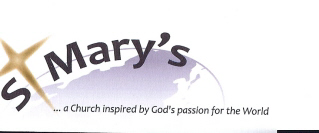 St Mary's
... a Church inspired by God's passion for the World